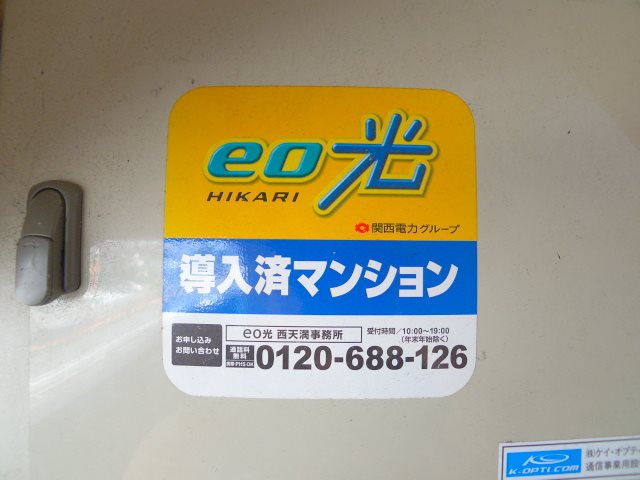 eo光
HIKARI
関西電力グループ
導入済マンション
お申し込み
お問い合わせ
eo光 西天満事務所
受付時間/10:00〜19:00
(年末年始除く)
通話料
無料
携帯・PHS OK
0120-688-126
K-OPTI.COM
㈱ケイ・オプティ
通信事業用設